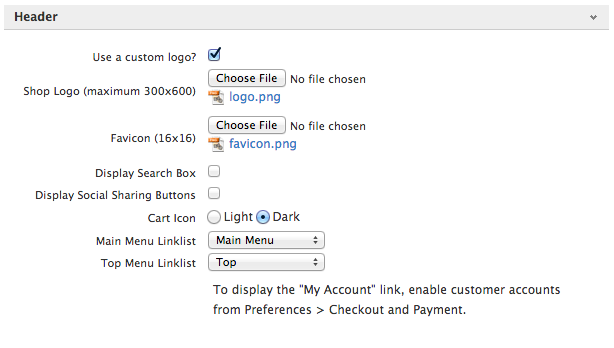 Header
Use a custom logo?
Shop Logo (maximum 300x600) Choose File No file chosen
logo.png
Favicon (16x16) Choose File No file chosen
favicon.png
Display Search Box
Display Social Sharing Buttons
Cart Icon Light Dark
Main Menu Linklist Main Menu
Top Menu Linklist Top
To display the "My Account" link, enable customer accounts
from Preferences > Checkout and Payment.